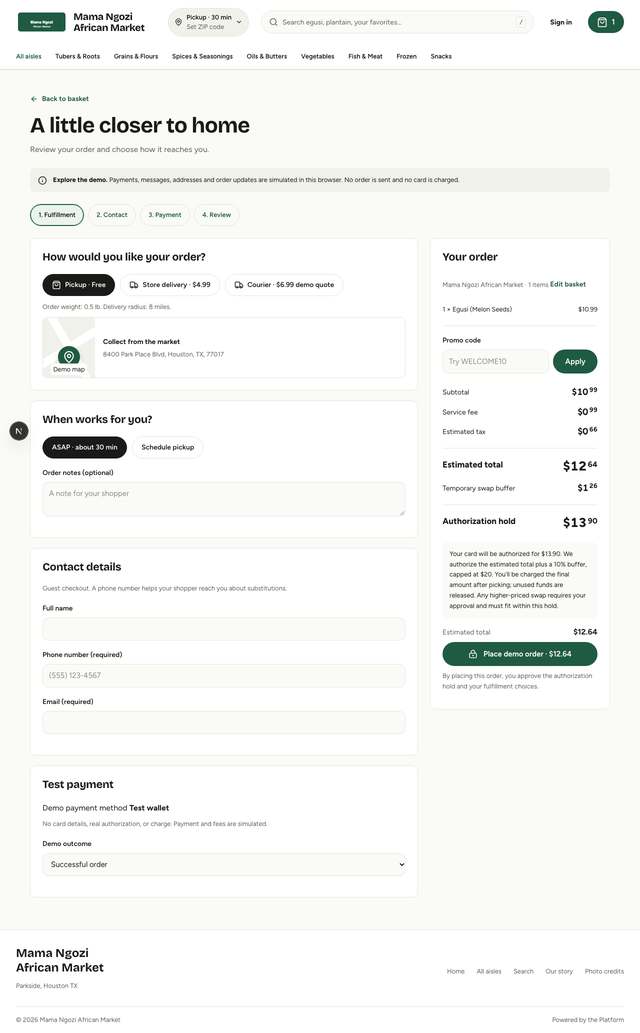 Mama Ngozi
African Market
Mama Ngozi
African Market
Pickup · 30 min
Set ZIP code
Search egusi, plantain, your favorites...
/
Sign in
1
All aisles
Tubers & Roots
Grains & Flours
Spices & Seasonings
Oils & Butters
Vegetables
Fish & Meat
Frozen
Snacks
Back to basket
A little closer to home
Review your order and choose how it reaches you.
Explore the demo. Payments, messages, addresses and order updates are simulated in this browser. No order is sent and no card is charged.
1. Fulfillment
2. Contact
3. Payment
4. Review
How would you like your order?
Pickup · Free
Store delivery · $4.99
Courier · $6.99 demo quote
Order weight: 0.5 lb. Delivery radius: 8 miles.
Demo map
Collect from the market
8400 Park Place Blvd, Houston, TX, 77017
When works for you?
ASAP · about 30 min
Schedule pickup
Order notes (optional)
A note for your shopper
N
Contact details
Guest checkout. A phone number helps your shopper reach you about substitutions.
Full name
Phone number (required)
(555) 123-4567
Email (required)
Test payment
Demo payment method Test wallet
No card details, real authorization, or charge. Payment and fees are simulated.
Demo outcome
Successful order
Your order
Mama Ngozi African Market · 1 items Edit basket
1 × Egusi (Melon Seeds) $10.99
Promo code
Try WELCOME10
Apply
Subtotal $10 99
Service fee $0 99
Estimated tax $0 66
Estimated total $12 64
Temporary swap buffer $1 26
Authorization hold $13 90
Your card will be authorized for $13.90. We
authorize the estimated total plus a 10% buffer,
capped at $20. You'll be charged the final
amount after picking; unused funds are
released. Any higher-priced swap requires your
approval and must fit within this hold.
Estimated total $12.64
Place demo order · $12.64
By placing this order, you approve the authorization
hold and your fulfillment choices.
Mama Ngozi
African Market
Parkside, Houston TX
Home
All aisles
Search
Our story
Photo credits
© 2026 Mama Ngozi African Market
Powered by the Platform